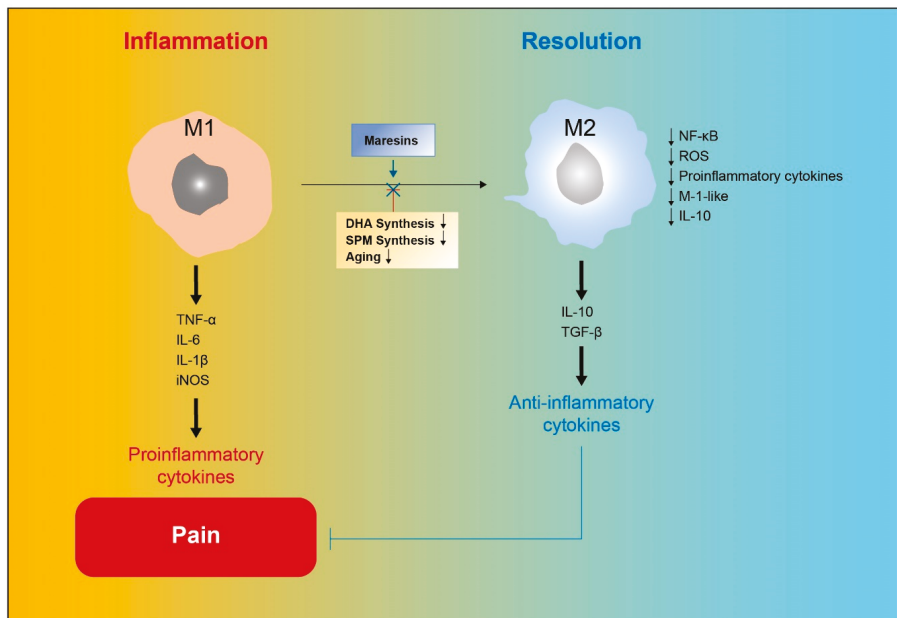 Inflammation
Resolution
M1
Maresins
M2
↓ NF-κB
↓ ROS
↓ Proinflammatory cytokines
↓ M-1-like
↓ IL-10
DHA Synthesis ↓
SPM Synthesis ↓
Aging ↓
TNF-α
IL-6
IL-1β
iNOS
IL-10
TGF-β
Proinflammatory
cytokines
Anti-inflammatory
cytokines
Pain